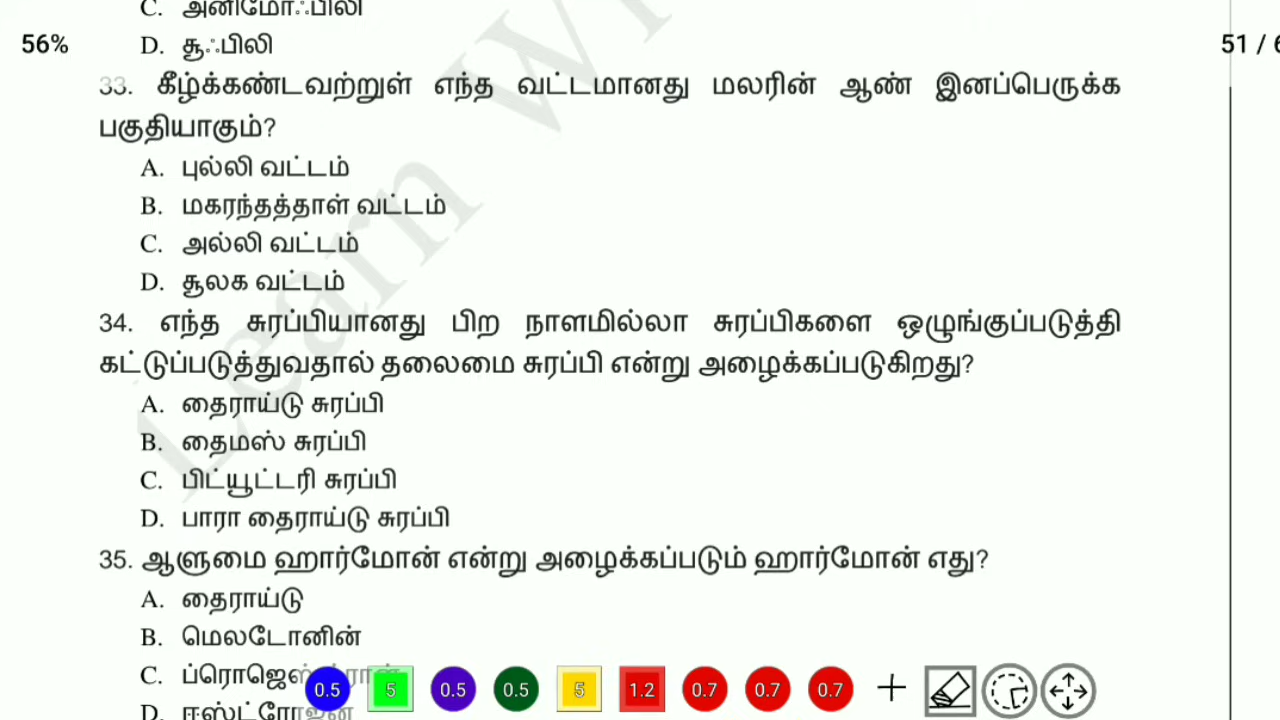 C. அனிமோஃபிலி
56%
D. சூஃபிலி
51 / 6
33. கீழ்க்கண்டவற்றுள் எந்த வட்டமானது மலரின் ஆண் இனப்பெருக்க
பகுதியாகும்?
A. புல்லி வட்டம்
B. மகரந்தத்தாள் வட்டம்
C. அல்லி வட்டம்
D. சூலக வட்டம்
34. எந்த சுரப்பியானது பிற நாளமில்லா சுரப்பிகளை ஒழுங்குப்படுத்தி
கட்டுப்படுத்துவதால் தலைமை சுரப்பி என்று அழைக்கப்படுகிறது?
A. தைராய்டு சுரப்பி
B. தைமஸ் சுரப்பி
C. பிட்யூட்டரி சுரப்பி
D. பாரா தைராய்டு சுரப்பி
35. ஆளுமை ஹார்மோன் என்று அழைக்கப்படும் ஹார்மோன் எது?
A. தைராய்டு
B. மெலடோனின்
C.
0.5 5 0.5 0.5 5 1.2 0.7 0.7 0.7
D. ஈஸ்ட்ரோஜன்
Learn